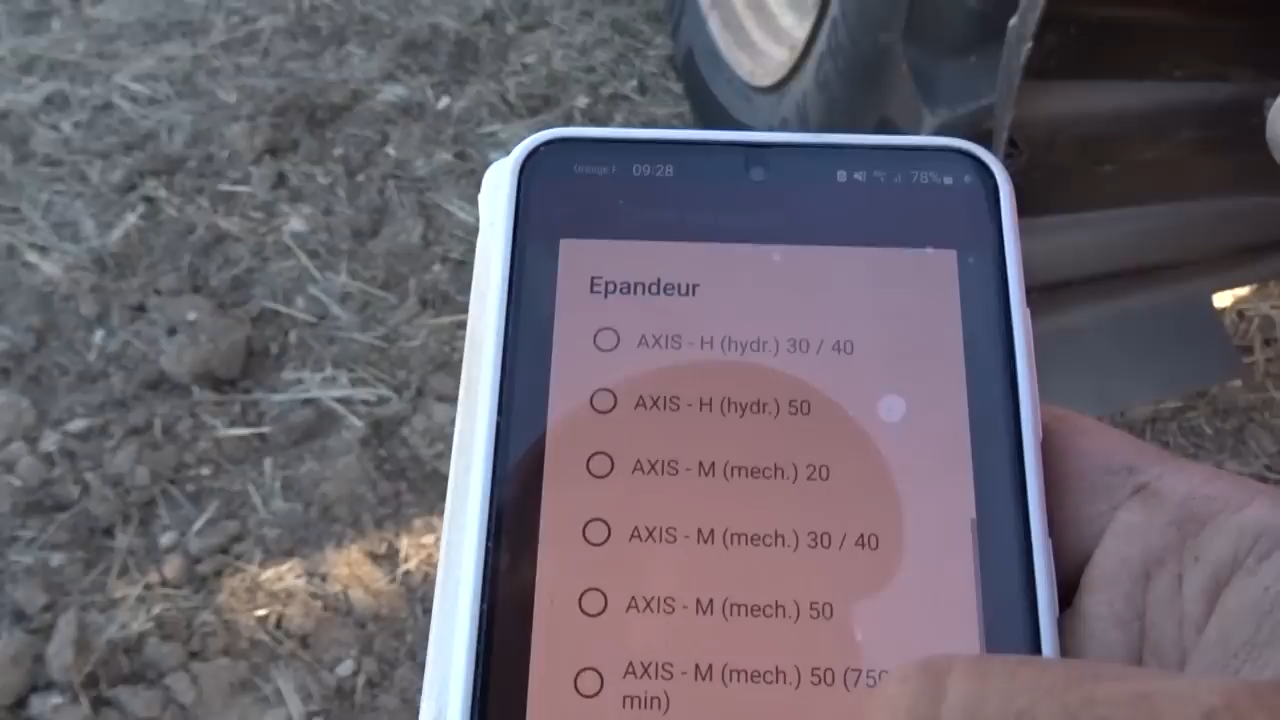 09:28
78%
Epandeur
AXIS - H (hydr.) 30 / 40
AXIS - H (hydr.) 50
AXIS - M (mech.) 20
AXIS - M (mech.) 30 / 40
AXIS - M (mech.) 50
AXIS - M (mech.) 50 (750
min)